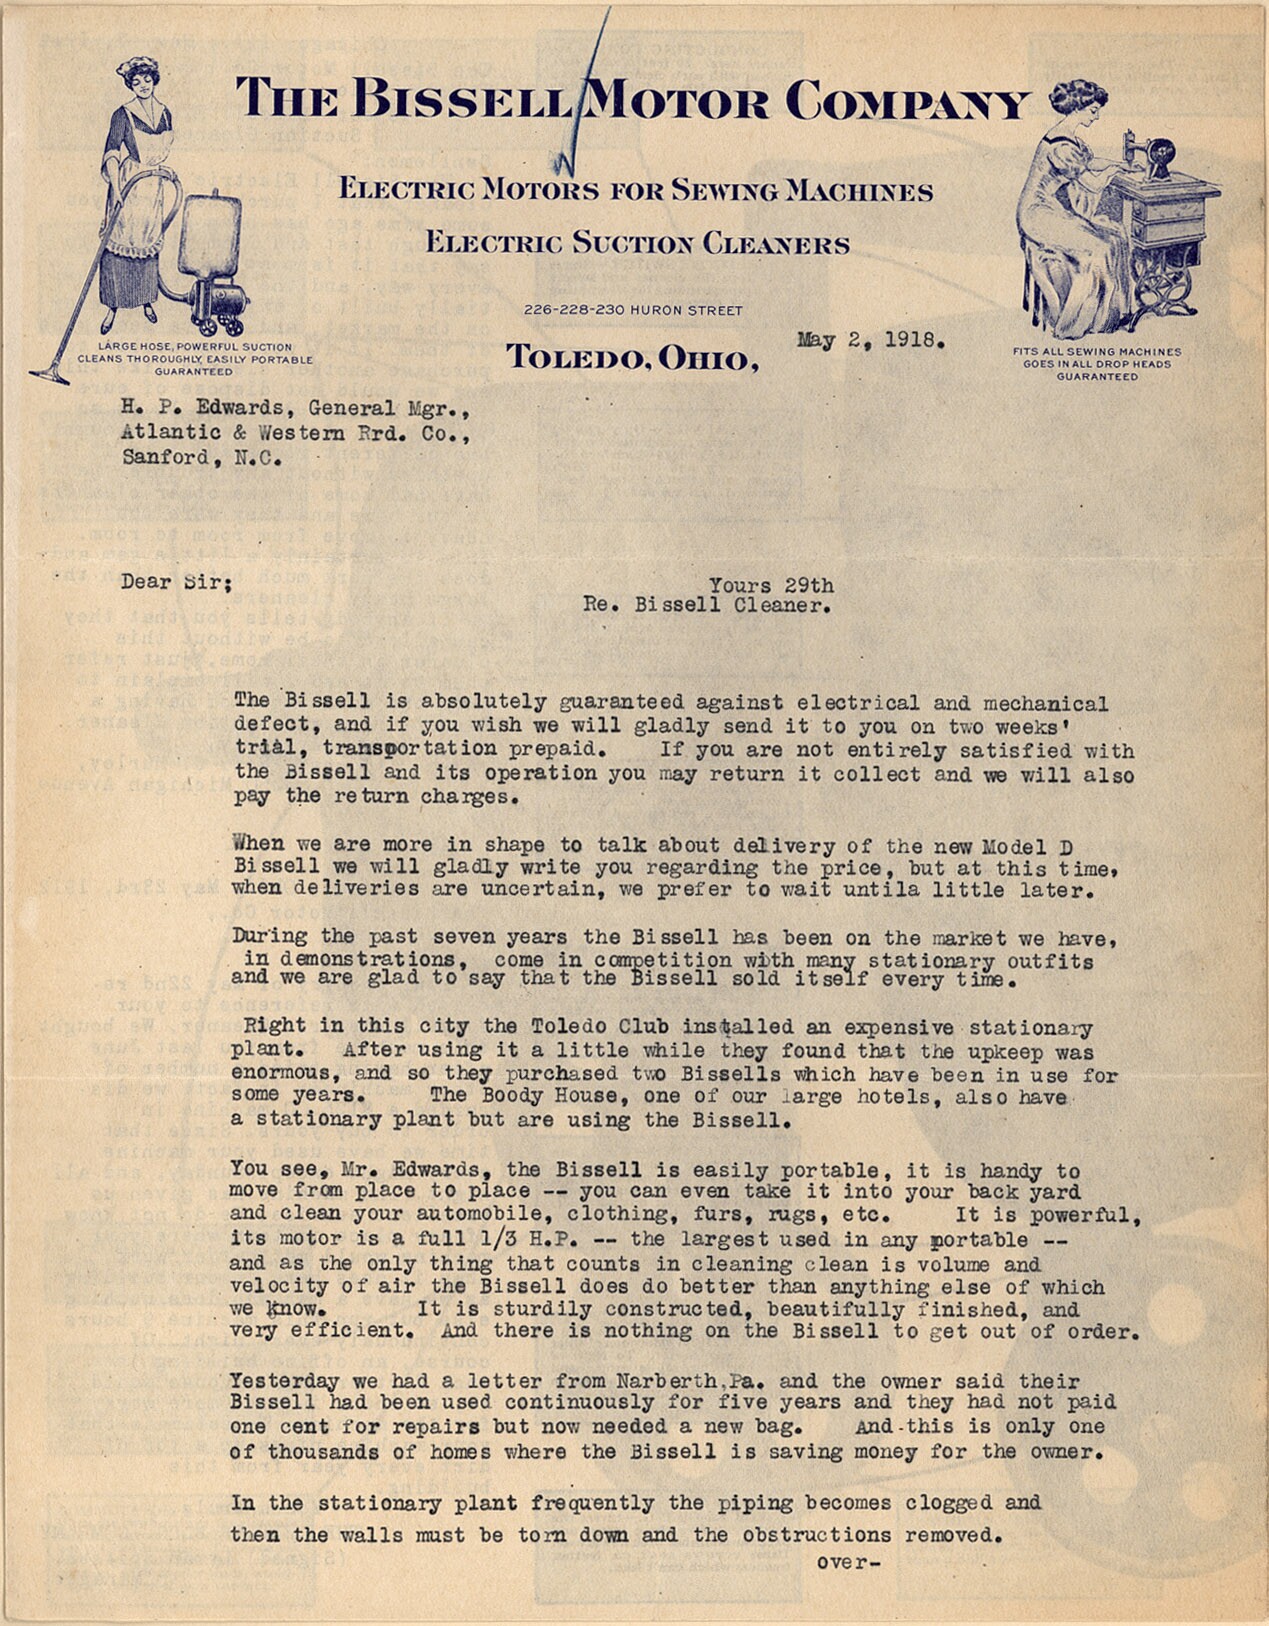 THE BISSELL MOTOR COMPANY
ELECTRIC MOTORS FOR SEWING MACHINES
ELECTRIC SUCTION CLEANERS
226-228-230 HURON STREET
TOLEDO, OHIO,
May 2, 1918.
LARGE HOSE, POWERFUL SUCTION
CLEANS THOROUGHLY, EASILY PORTABLE
GUARANTEED
FITS ALL SEWING MACHINES
GOES IN ALL DROP HEADS
GUARANTEED
H. P. Edwards, General Mgr.,
Atlantic & Western Rrd. Co.,
Sanford, N.C.
Dear Sir;
Yours 29th
Re. Bissell Cleaner.
The Bissell is absolutely guaranteed against electrical and mechanical
defect, and if you wish we will gladly send it to you on two weeks'
trial, transportation prepaid. If you are not entirely satisfied with
the Bissell and its operation you may return it collect and we will also
pay the return charges.
When we are more in shape to talk about delivery of the new Model D
Bissell we will gladly write you regarding the price, but at this time,
when deliveries are uncertain, we prefer to wait untila little later.
During the past seven years the Bissell has been on the market we have,
in demonstrations, come in competition with many stationary outfits
and we are glad to say that the Bissell sold itself every time.
Right in this city the Toledo Club installed an expensive stationary
plant. After using it a little while they found that the upkeep was
enormous, and so they purchased two Bissells which have been in use for
some years. The Boody House, one of our large hotels, also have
a stationary plant but are using the Bissell.
You see, Mr. Edwards, the Bissell is easily portable, it is handy to
move from place to place -- you can even take it into your back yard
and clean your automobile, clothing, furs, rugs, etc. It is powerful,
its motor is a full 1/3 H.P. -- the largest used in any portable --
and as the only thing that counts in cleaning clean is volume and
velocity of air the Bissell does do better than anything else of which
we know. It is sturdily constructed, beautifully finished, and
very efficient. And there is nothing on the Bissell to get out of order.
Yesterday we had a letter from Narberth,Pa. and the owner said their
Bissell had been used continuously for five years and they had not paid
one cent for repairs but now needed a new bag. And this is only one
of thousands of homes where the Bissell is saving money for the owner.
In the stationary plant frequently the piping becomes clogged and
then the walls must be torn down and the obstructions removed.
over-